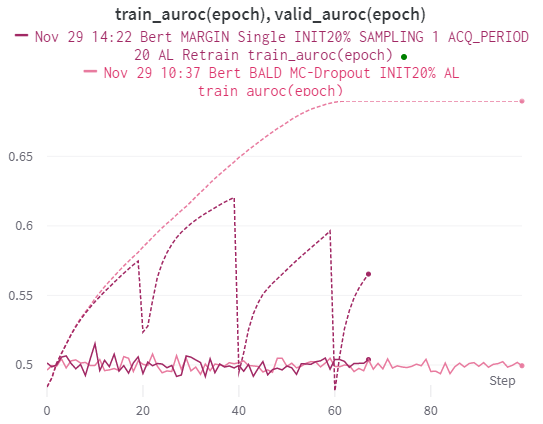 train_auroc(epoch), valid_auroc(epoch)
Nov 29 14:22 Bert MARGIN Single INIT20% SAMPLING 1 ACQ_PERIOD
20 AL Retrain train_auroc(epoch)
Nov 29 10:37 Bert BALD MC-Dropout INIT20% AL
train auroc(epoch)
0.65
0.6
0.55
0.5
Step
0 20 40 60 80